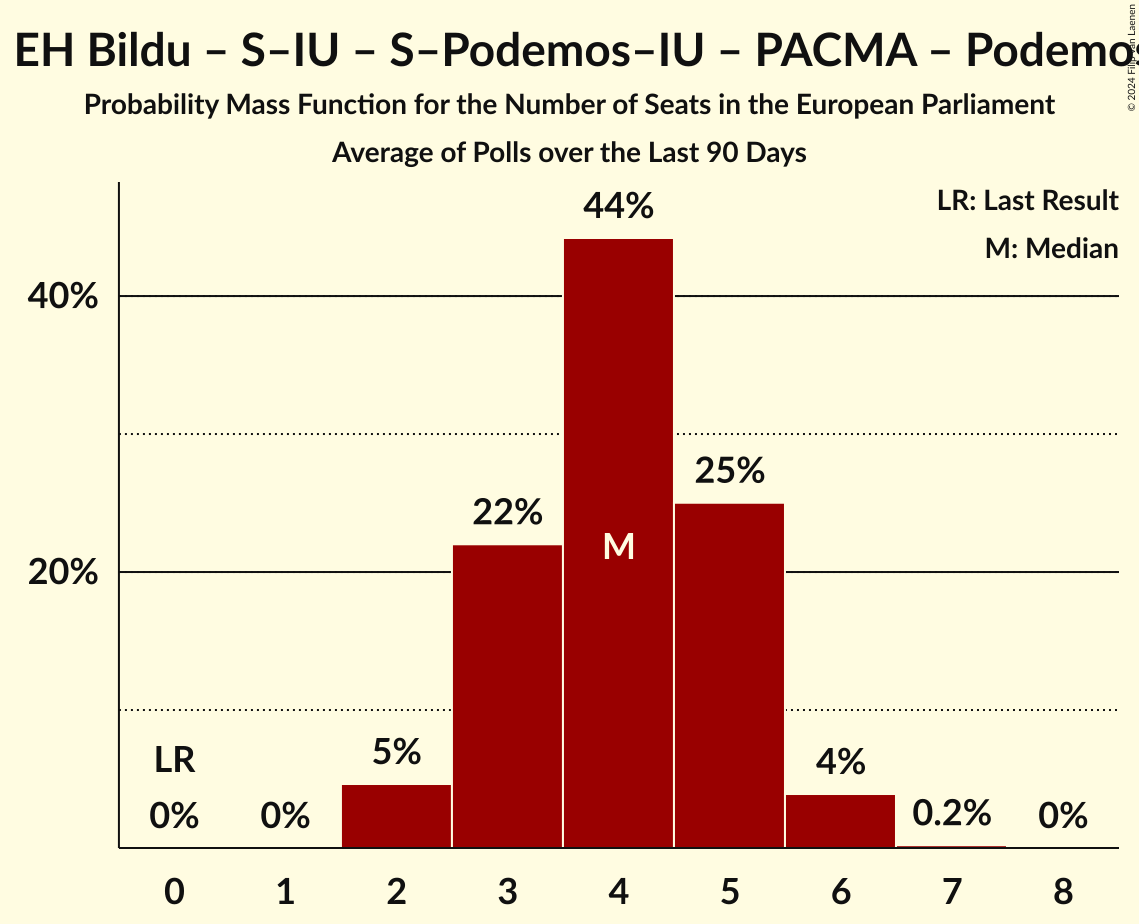 EH Bildu – S–IU – S–Podemos–IU – PACMA – Podemos
© 2024 Filip van Laenen
Probability Mass Function for the Number of Seats in the European Parliament
Average of Polls over the Last 90 Days
LR: Last Result
M: Median
44%
40%
25%
22%
M
20%
LR
5%
4%
0%
0%
0.2%
0%
0 1 2 3 4 5 6 7 8